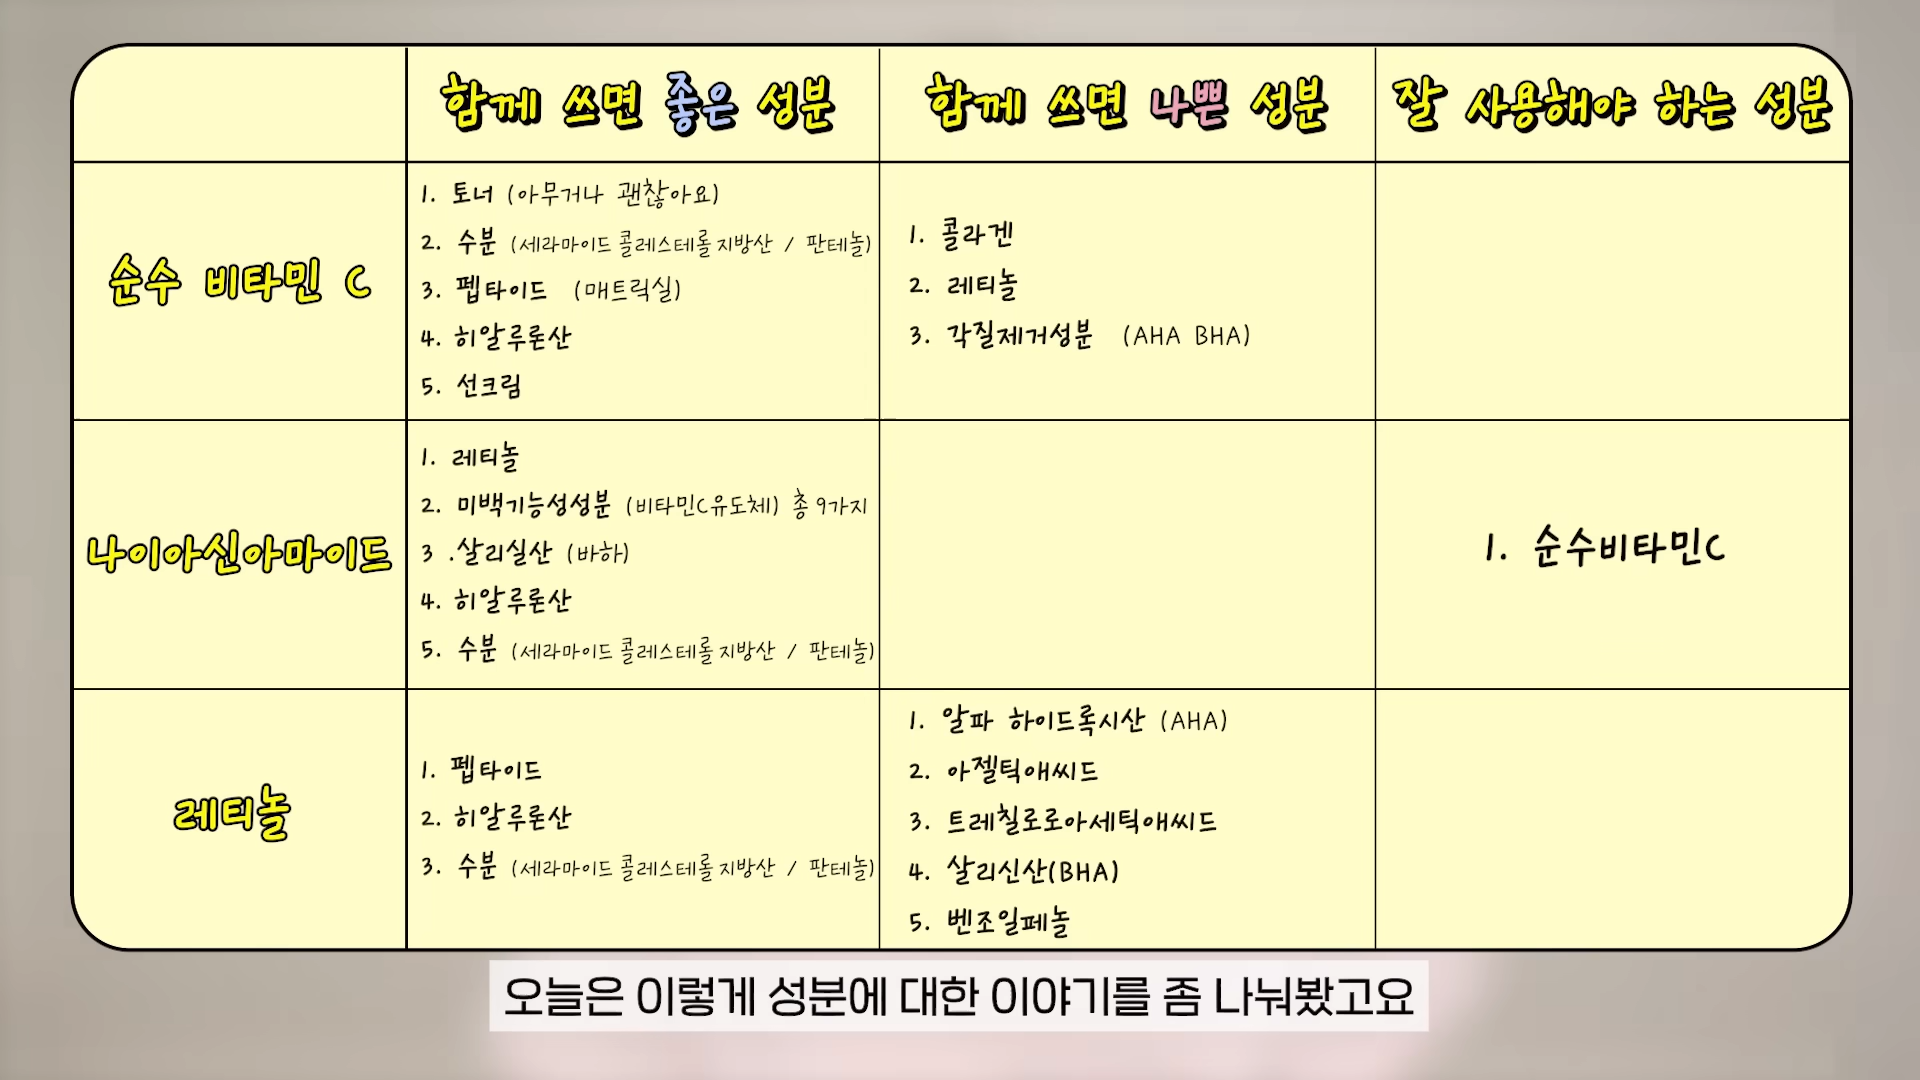 함께 쓰면 좋은 성분
함께 쓰면 나쁜 성분
잘 사용해야 하는 성분
순수 비타민 C
1. 토너 (아무거나 괜찮아요)
2. 수분 (세라마이드 콜레스테롤 지방산 / 판테놀)
3. 펩타이드 (매트릭실)
4. 히알루론산
5. 선크림
1. 콜라겐
2. 레티놀
3. 각질제거성분 (AHA BHA)
나이아신아마이드
1. 레티놀
2. 미백기능성성분 (비타민C유도체) 총 9가지
3 .살리실산 (바하)
4. 히알루론산
5. 수분 (세라마이드 콜레스테롤 지방산 / 판테놀)
1. 순수비타민C
레티놀
1. 펩타이드
2. 히알루론산
3. 수분 (세라마이드 콜레스테롤 지방산 / 판테놀)
1. 알파 하이드록시산 (AHA)
2. 아젤틱애씨드
3. 트레칠로로아세틱애씨드
4. 살리신산(BHA)
5. 벤조일페놀
오늘은 이렇게 성분에 대한 이야기를 좀 나눠봤고요